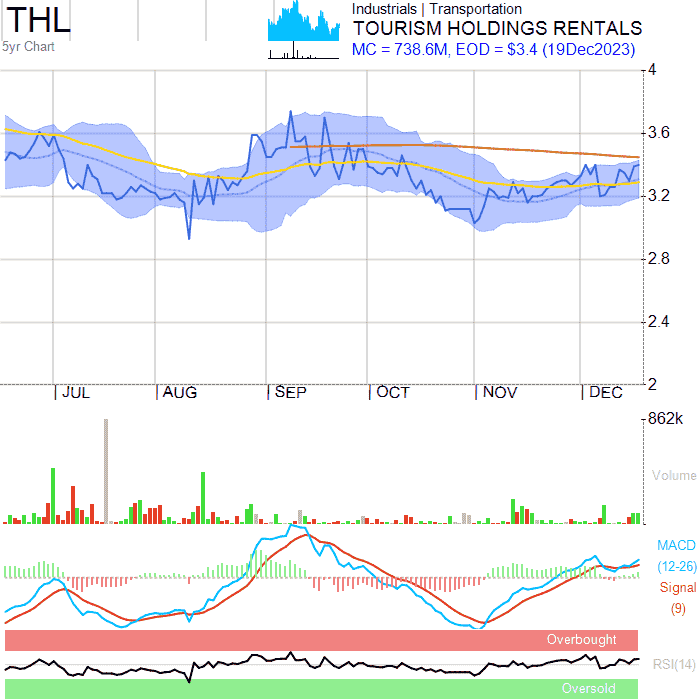 THL
5yr Chart
Industrials | Transportation
TOURISM HOLDINGS RENTALS
MC = 738.6M, EOD = $3.4 (19Dec2023)
4
3.6
3.2
2.8
2.4
2
| JUL | AUG | SEP | OCT | NOV | DEC
862k
Volume
MACD
(12-26)
Signal
(9)
Overbought
RSI(14)
Oversold